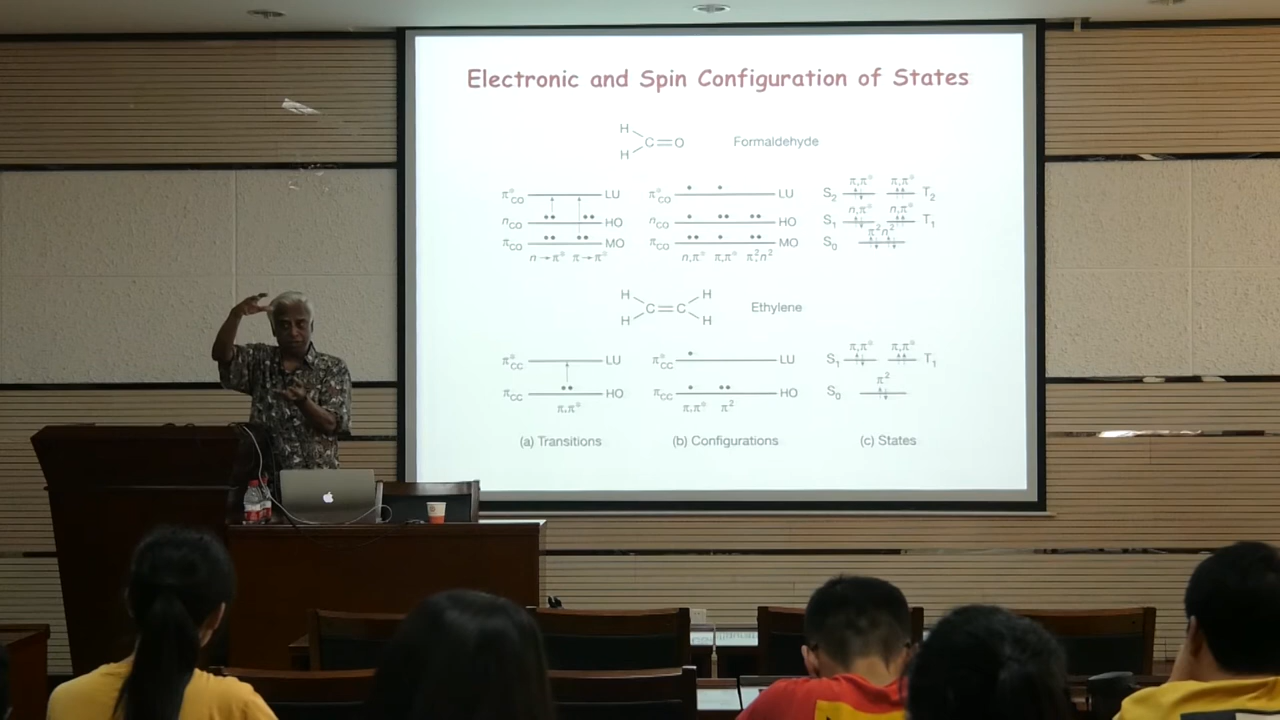 Electronic and Spin Configuration of States
H
C=O Formaldehyde
H
π*CO LU π*CO LU S2 π,π* π,π* T2
nCO HO nCO HO S1 n,π* n,π* T1
πCO MO πCO MO S0 π²n²
n→π* π→π* n,π* π,π* π²,n²
H H
C=C Ethylene
H H
π*CC LU π*CC LU S1 π,π* π,π* T1
πCC HO πCC HO S0 π²
π,π* π,π* π²
(a) Transitions (b) Configurations (c) States